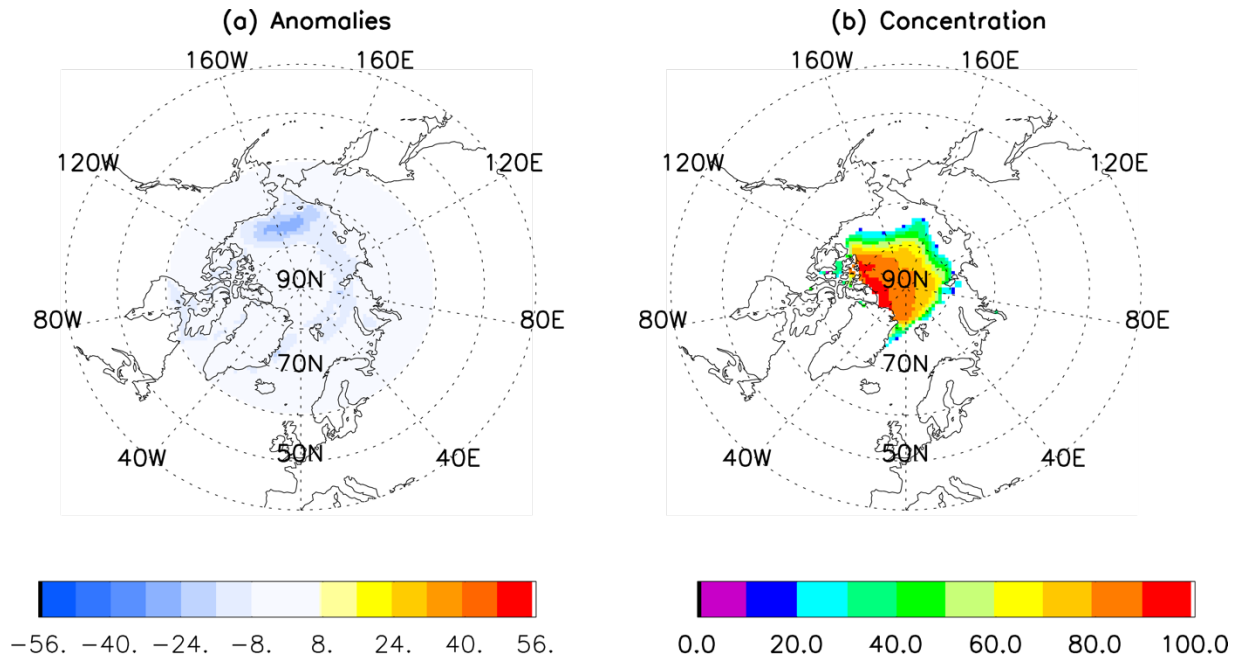 (a) Anomalies
160W 160E
120W 120E
90N
80W 80E
70N
50N
40W 40E
-56. -40. -24. -8. 8. 24. 40. 56.
(b) Concentration
160W 160E
120W 120E
90N
80W 80E
70N
50N
40W 40E
0.0 20.0 40.0 60.0 80.0 100.0